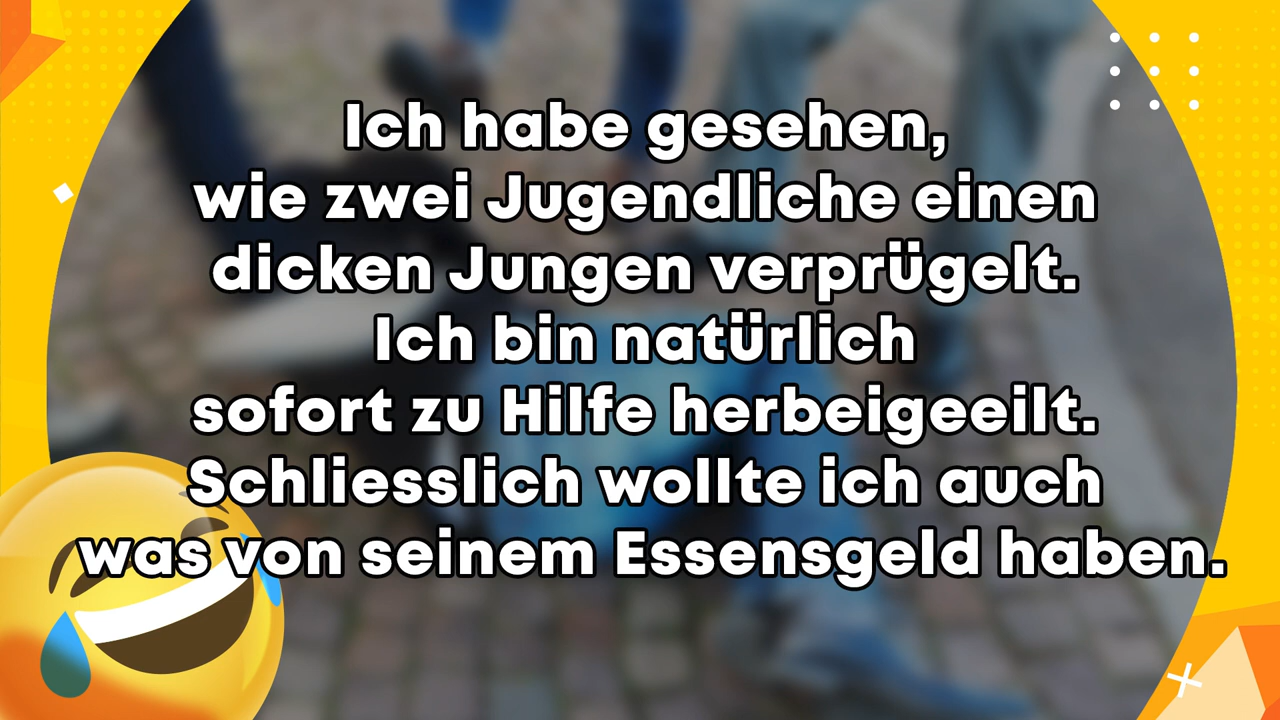 Ich habe gesehen,
wie zwei Jugendliche einen
dicken Jungen verprügelt.
Ich bin natürlich
sofort zu Hilfe herbeigeeilt.
Schliesslich wollte ich auch
was von seinem Essensgeld haben.